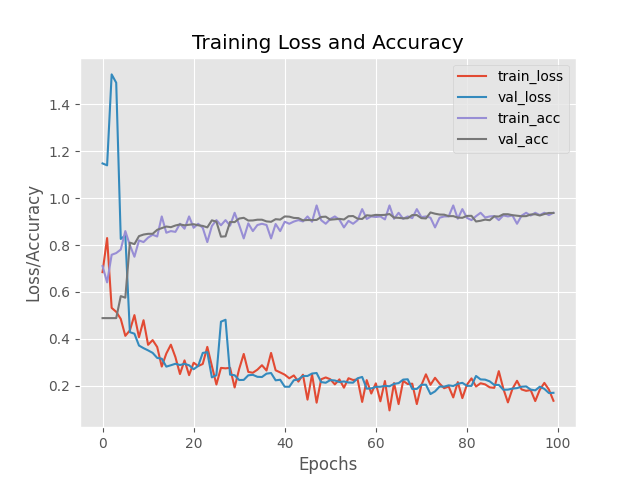 Training Loss and Accuracy
train_loss
val_loss
train_acc
val_acc
Loss/Accuracy
1.4
1.2
1.0
0.8
0.6
0.4
0.2
0 20 40 60 80 100
Epochs